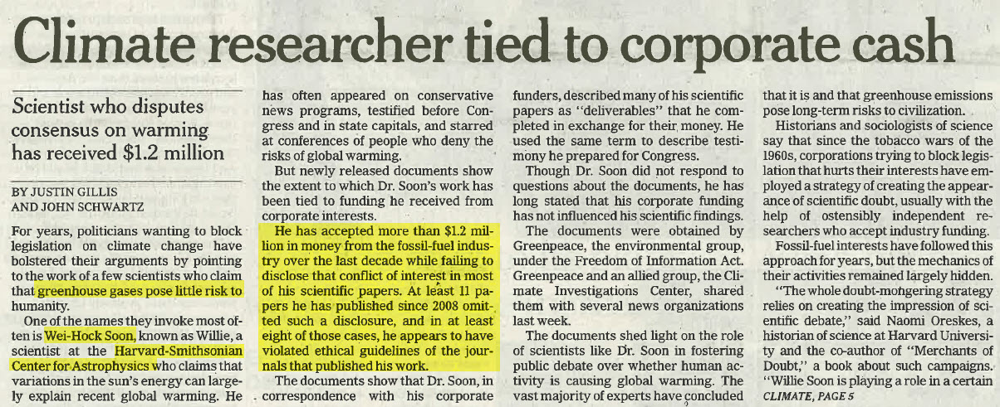 Climate researcher tied to corporate cash
Scientist who disputes
consensus on warming
has received $1.2 million
BY JUSTIN GILLIS
AND JOHN SCHWARTZ
For years, politicians wanting to block
legislation on climate change have
bolstered their arguments by pointing
to the work of a few scientists who claim
that greenhouse gases pose little risk to
humanity.
One of the names they invoke most of-
ten is Wei-Hock Soon, known as Willie, a
scientist at the Harvard-Smithsonian
Center for Astrophysics who claims that
variations in the sun's energy can large-
ly explain recent global warming. He
has often appeared on conservative
news programs, testified before Con-
gress and in state capitals, and starred
at conferences of people who deny the
risks of global warming.
But newly released documents show
the extent to which Dr. Soon's work has
been tied to funding he received from
corporate interests.
He has accepted more than $1.2 mil-
lion in money from the fossil-fuel indus-
try over the last decade while failing to
disclose that conflict of interest in most
of his scientific papers. At least 11 pa-
pers he has published since 2008 omit-
ted such a disclosure, and in at least
eight of those cases, he appears to have
violated ethical guidelines of the jour-
nals that published his work.
The documents show that Dr. Soon, in
correspondence with his corporate
funders, described many of his scientific
papers as "deliverables" that he com-
pleted in exchange for their money. He
used the same term to describe testi-
mony he prepared for Congress.
Though Dr. Soon did not respond to
questions about the documents, he has
long stated that his corporate funding
has not influenced his scientific findings.
The documents were obtained by
Greenpeace, the environmental group,
under the Freedom of Information Act.
Greenpeace and an allied group, the Cli-
mate Investigations Center, shared
them with several news organizations
last week.
The documents shed light on the role
of scientists like Dr. Soon in fostering
public debate over whether human ac-
tivity is causing global warming. The
vast majority of experts have concluded
that it is and that greenhouse emissions
pose long-term risks to civilization.
Historians and sociologists of science
say that since the tobacco wars of the
1960s, corporations trying to block legis-
lation that hurts their interests have em-
ployed a strategy of creating the appear-
ance of scientific doubt, usually with the
help of ostensibly independent re-
searchers who accept industry funding.
Fossil-fuel interests have followed this
approach for years, but the mechanics of
their activities remained largely hidden.
"The whole doubt-mongering strategy
relies on creating the impression of sci-
entific debate," said Naomi Oreskes, a
historian of science at Harvard Universi-
ty and the co-author of "Merchants of
Doubt," a book about such campaigns.
"Willie Soon is playing a role in a certain
CLIMATE, PAGE 5